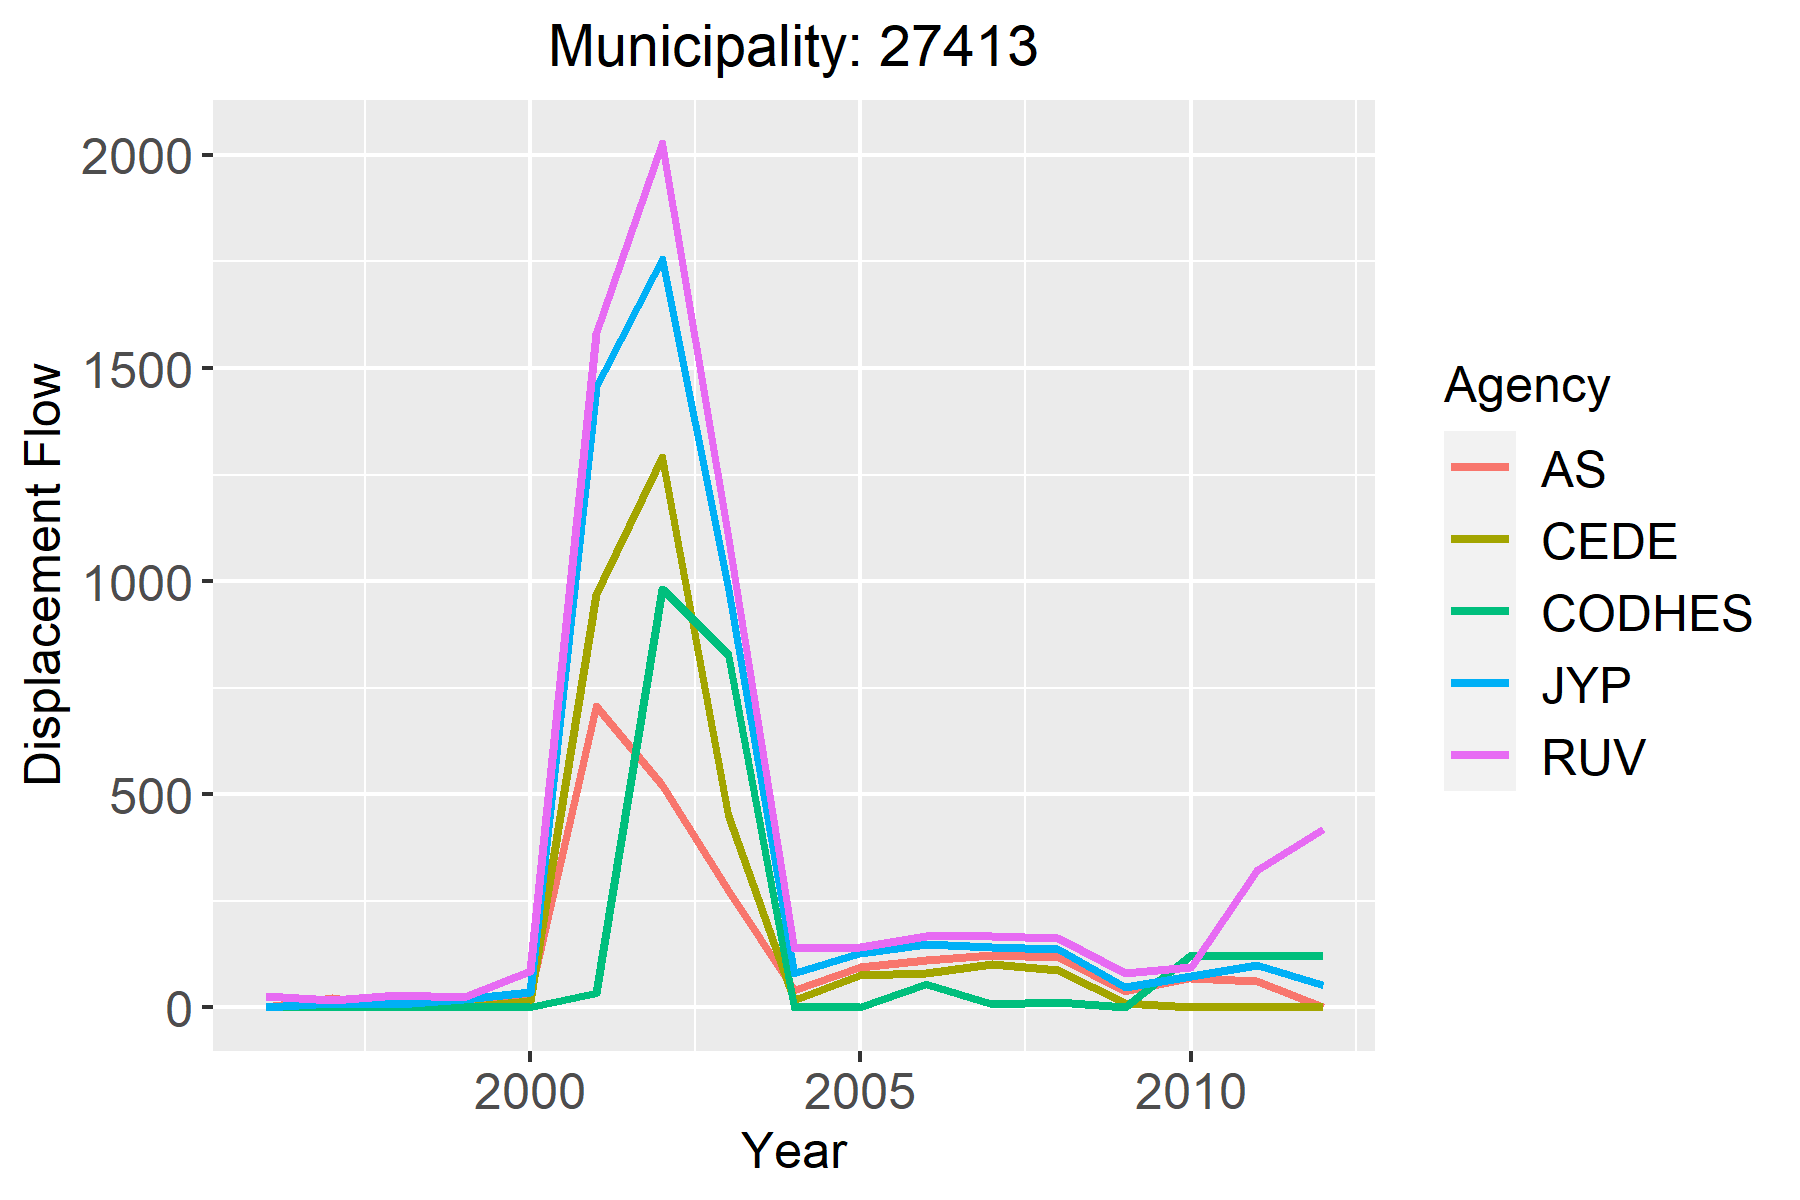 Municipality: 27413
Displacement Flow
2000
1500
1000
500
0
2000 2005 2010
Year
Agency
AS
CEDE
CODHES
JYP
RUV